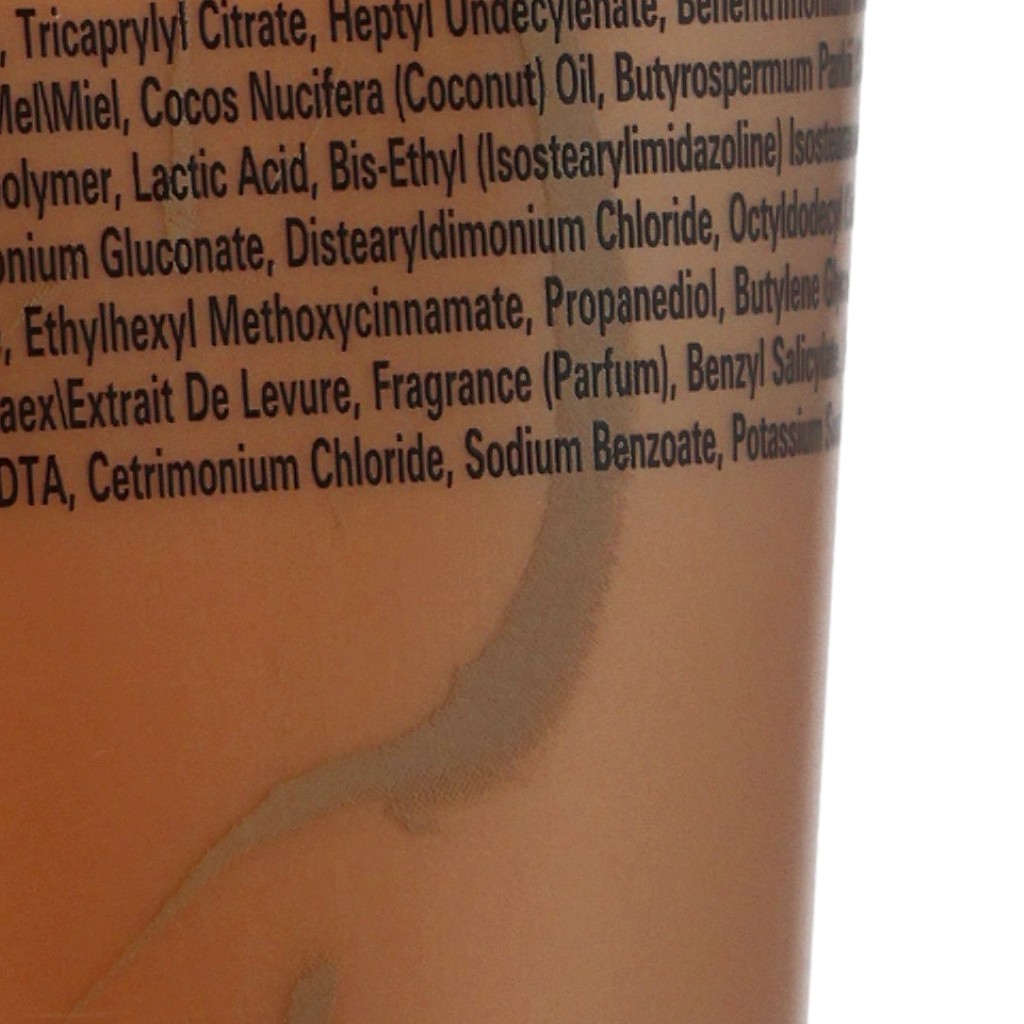 , Tricaprylyl Citrate, Heptyl Undecylenate,
Mel\Miel, Cocos Nucifera (Coconut) Oil, Butyrospermum
olymer, Lactic Acid, Bis-Ethyl (Isostearylimidazoline)
onium Gluconate, Distearyldimonium Chloride,
, Ethylhexyl Methoxycinnamate, Propanediol, Butylene
aex\Extrait De Levure, Fragrance (Parfum), Benzyl
DTA, Cetrimonium Chloride, Sodium Benzoate, Potassium